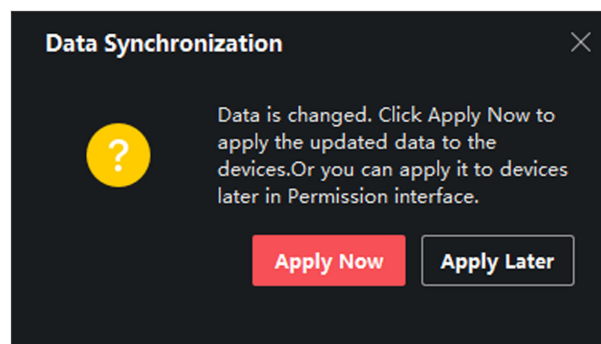 Data Synchronization
Data is changed. Click Apply Now to
apply the updated data to the
devices.Or you can apply it to devices
later in Permission interface.
Apply Now
Apply Later